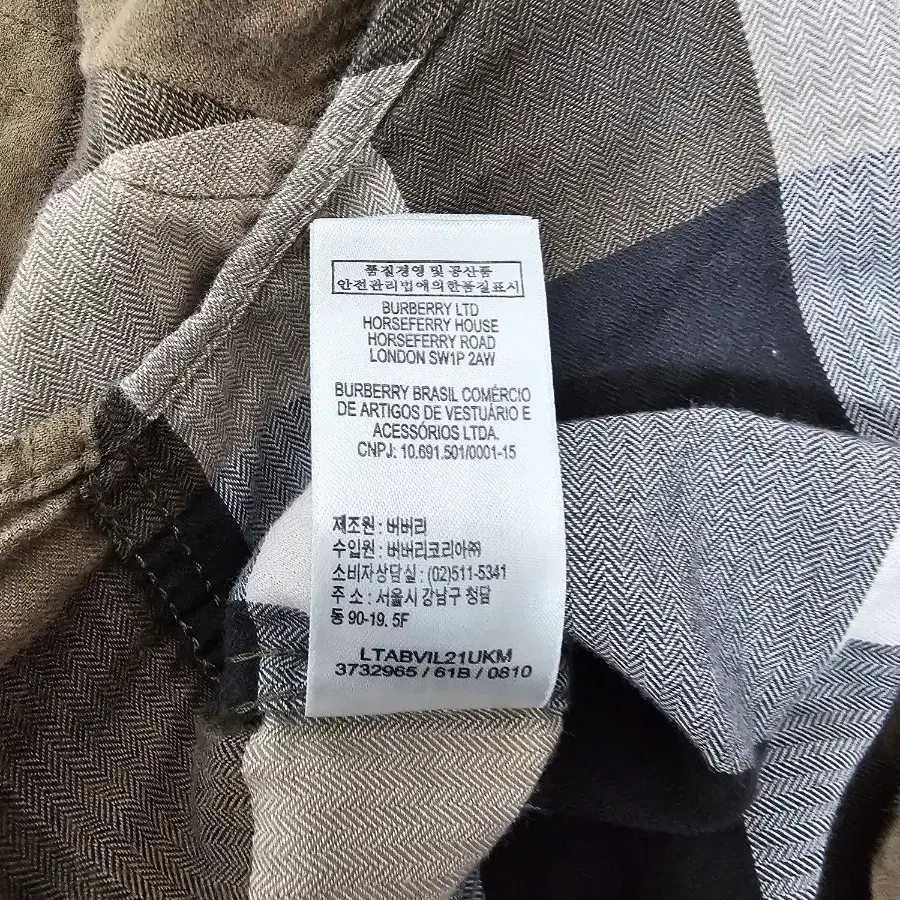 품질경영 및 공산품
안전관리법에의한품질표시
BURBERRY LTD
HORSEFERRY HOUSE
HORSEFERRY ROAD
LONDON SW1P 2AW
BURBERRY BRASIL COMÉRCIO
DE ARTIGOS DE VESTUÁRIO E
ACESSÓRIOS LTDA.
CNPJ: 10.691.501/0001-15
제조원 : 버버리
수입원 : 버버리코리아㈜
소비자상담실 : (02)511-5341
주 소 : 서울시 강남구 청담
동 90-19. 5F
LTABVIL21UKM
3732965 / 61B / 0810